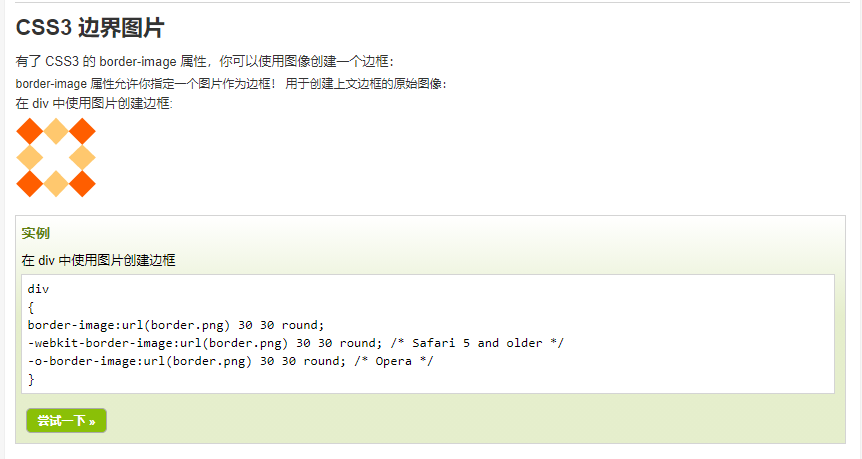 CSS3 边界图片
有了 CSS3 的 border-image 属性，你可以使用图像创建一个边框：
border-image 属性允许你指定一个图片作为边框！ 用于创建上文边框的原始图像：
在 div 中使用图片创建边框:
实例
在 div 中使用图片创建边框
div
{
border-image:url(border.png) 30 30 round;
-webkit-border-image:url(border.png) 30 30 round; /* Safari 5 and older */
-o-border-image:url(border.png) 30 30 round; /* Opera */
}
尝试一下 »